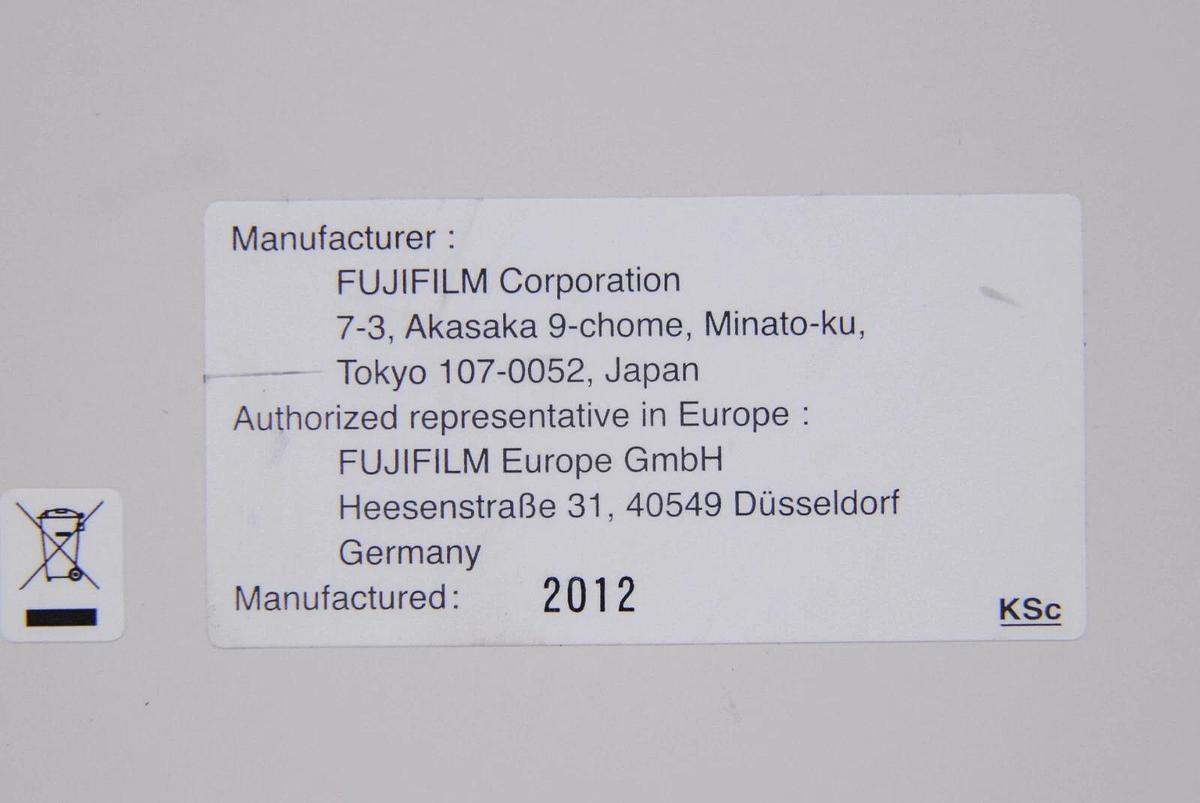 Manufacturer :
FUJIFILM Corporation
7-3, Akasaka 9-chome, Minato-ku,
Tokyo 107-0052, Japan
Authorized representative in Europe :
FUJIFILM Europe GmbH
Heesenstraße 31, 40549 Düsseldorf
Germany
Manufactured: 2012
KSc